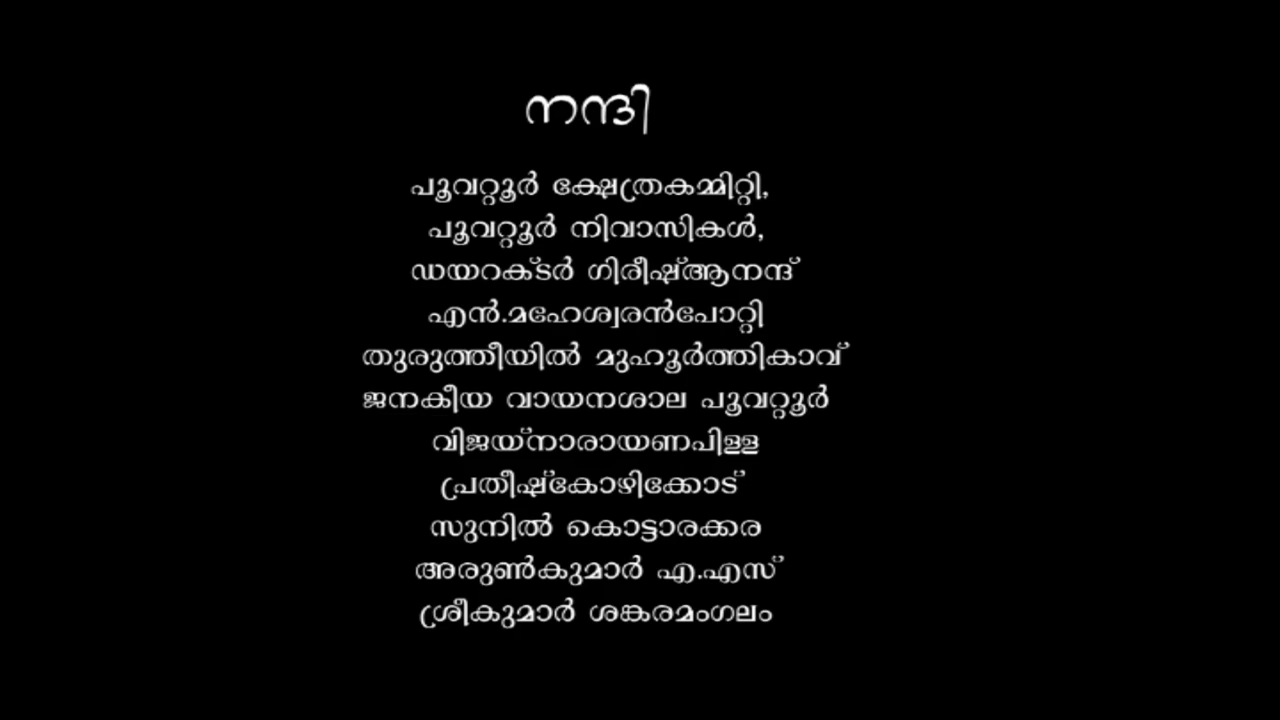 നന്ദി
പൂവറ്റൂർ ക്ഷേത്രകമ്മിറ്റി,
പൂവറ്റൂർ നിവാസികൾ,
ഡയറക്ടർ ഗിരീഷ്ആനന്ദ്
എൻ.മഹേശ്വരൻപോറ്റി
തുരുത്തീയിൽ മുഹൂർത്തികാവ്
ജനകീയ വായനശാല പൂവറ്റൂർ
വിജയ്നാരായണപിള്ള
പ്രതീഷ്കോഴിക്കോട്
സുനിൽ കൊട്ടാരക്കര
അരുൺകുമാർ എ.എസ്
ശ്രീകുമാർ ശങ്കരമംഗലം